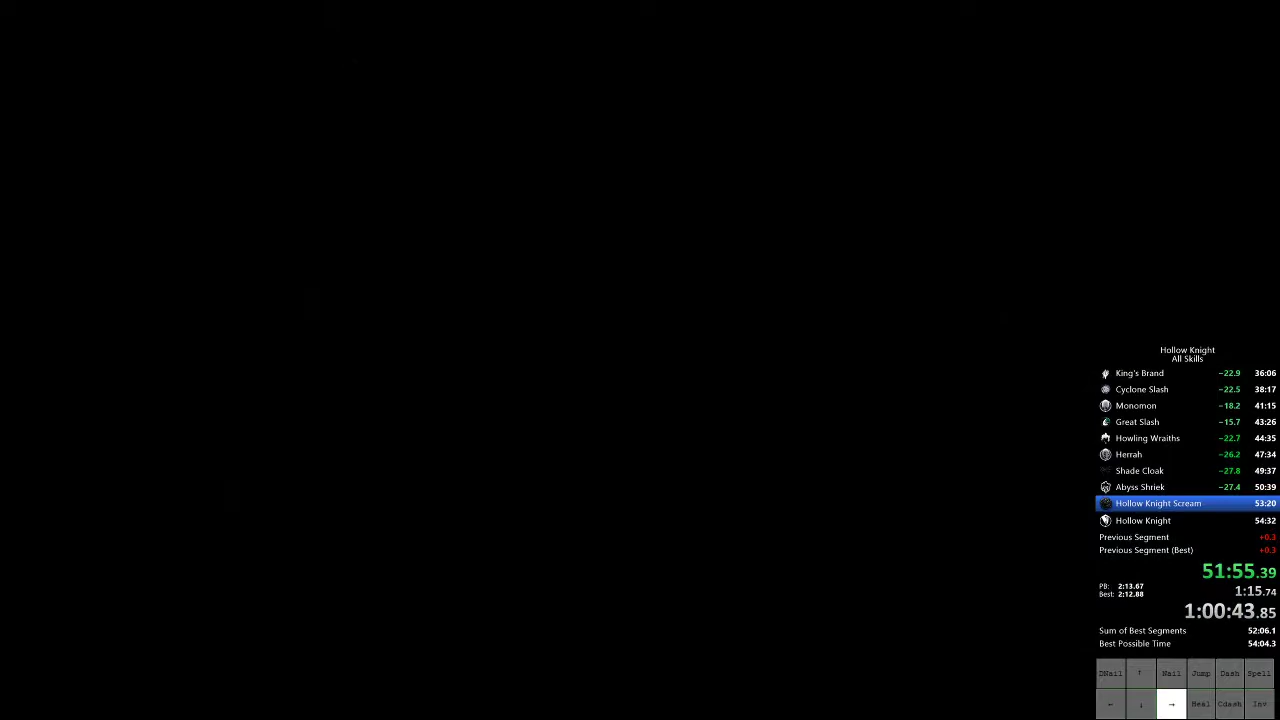 Hollow Knight
All Skills
King's Brand −22.9 36:06
Cyclone Slash −22.5 38:17
Monomon −18.2 41:15
Great Slash −15.7 43:26
Howling Wraiths −22.7 44:35
Herrah −26.2 47:34
Shade Cloak −27.8 49:37
Abyss Shriek −27.4 50:39
Hollow Knight Scream 53:20
Hollow Knight 54:32
Previous Segment +0.3
Previous Segment (Best) +0.3
51:55.39
PB: 2:13.67 1:15.74
Best: 2:12.88
1:00:43.85
Sum of Best Segments 52:06.1
Best Possible Time 54:04.3
DNail ↑ Nail Jump Dash Spell
← ↓ → Heal Cdash Inv